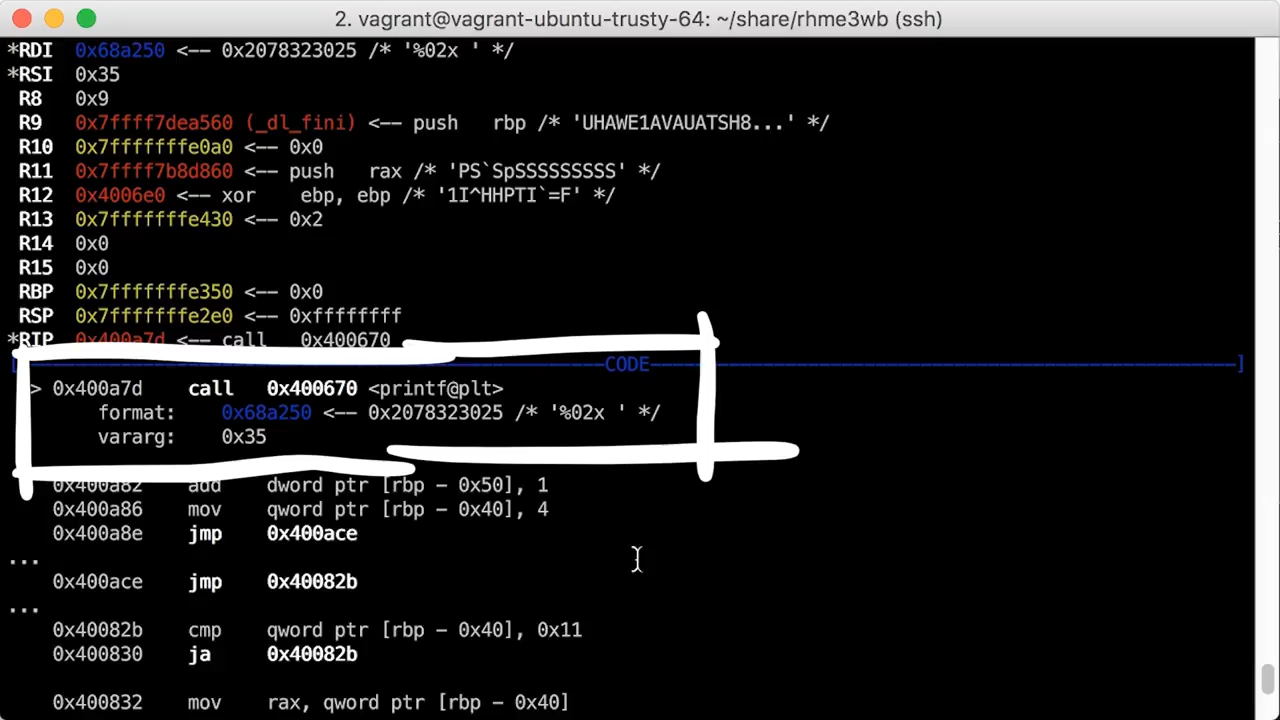 2. vagrant@vagrant-ubuntu-trusty-64: ~/share/rhme3wb (ssh)
*RDI 0x68a250 <-- 0x2078323025 /* '%02x ' */
*RSI 0x35
R8 0x9
R9 0x7ffff7dea560 (_dl_fini) <-- push rbp /* 'UHAWE1AVAUATSH8...' */
R10 0x7fffffffe0a0 <-- 0x0
R11 0x7ffff7b8d860 <-- push rax /* 'PS`SpSSSSSSSSS' */
R12 0x4006e0 <-- xor ebp, ebp /* '1I^HHPTI`=F' */
R13 0x7fffffffe430 <-- 0x2
R14 0x0
R15 0x0
RBP 0x7fffffffe350 <-- 0x0
RSP 0x7fffffffe2e0 <-- 0xffffffff
*RIP 0x400a7d <-- call 0x400670
[CODE]
> 0x400a7d call 0x400670 <printf@plt>
format: 0x68a250 <-- 0x2078323025 /* '%02x ' */
vararg: 0x35
0x400a82 add dword ptr [rbp - 0x50], 1
0x400a86 mov qword ptr [rbp - 0x40], 4
0x400a8e jmp 0x400ace
...
0x400ace jmp 0x40082b
...
0x40082b cmp qword ptr [rbp - 0x40], 0x11
0x400830 ja 0x40082b
0x400832 mov rax, qword ptr [rbp - 0x40]